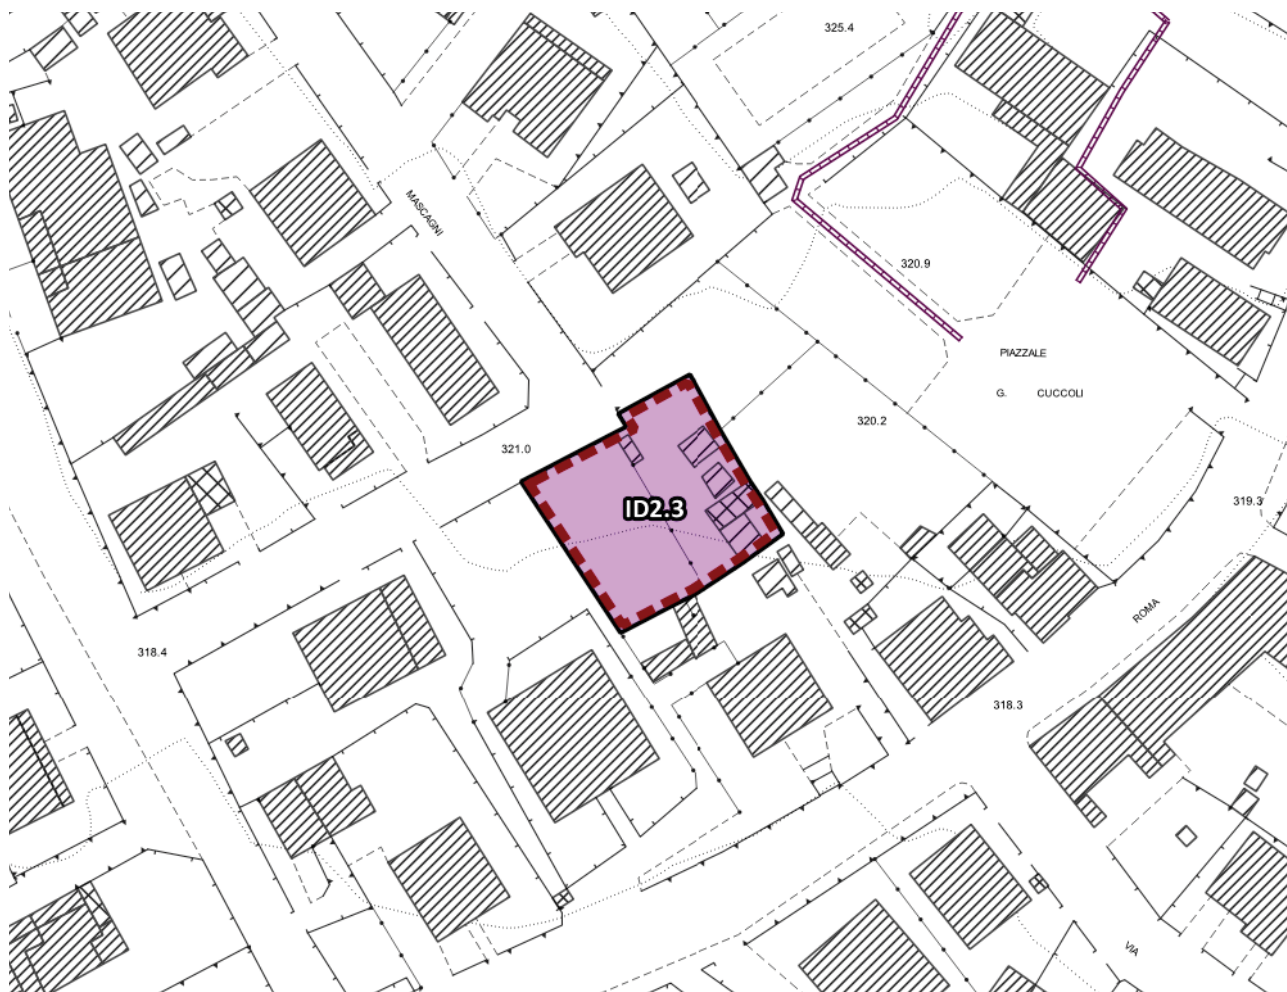 325.4
MASCAGNI
320.9
PIAZZALE
G. CUCCOLI
320.2
321.0
319.3
ID2.3
ROMA
318.4
318.3
VIA